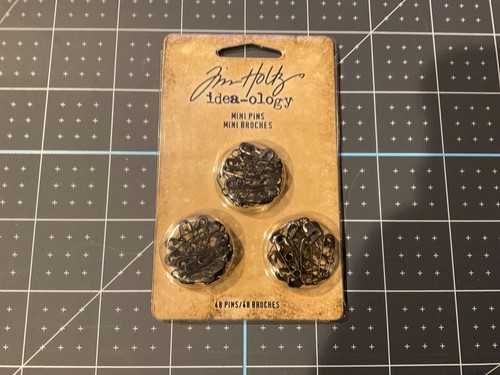 Tim Holtz
idea-ology
MINI PINS
MINI BROCHES
48 PINS/48 BROCHES